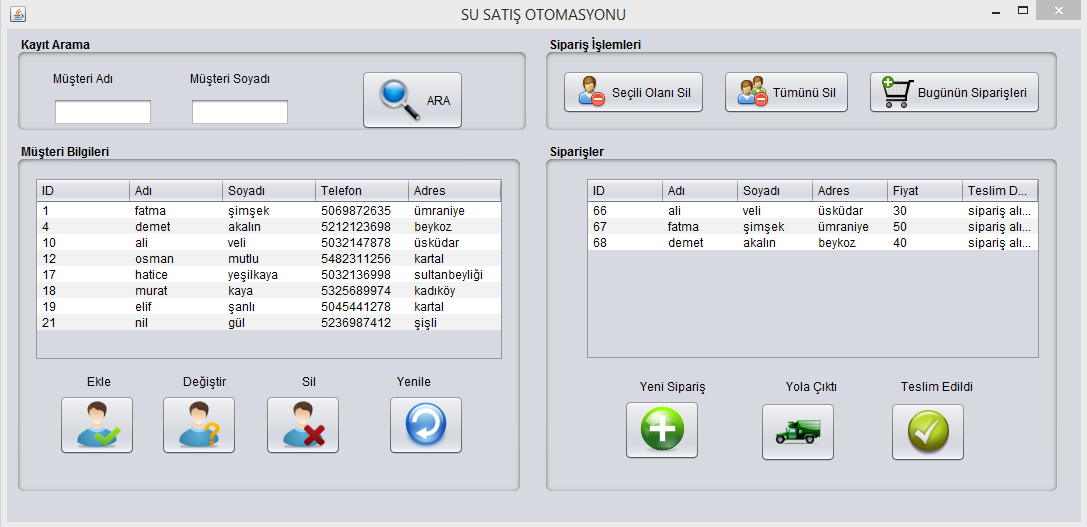 SU SATIŞ OTOMASYONU
Kayıt Arama
Müşteri Adı Müşteri Soyadı
ARA
Müşteri Bilgileri
ID Adı Soyadı Telefon Adres
1 fatma şimşek 5069872635 ümraniye
4 demet akalın 5212123698 beykoz
10 ali veli 5032147878 üsküdar
12 osman mutlu 5482311256 kartal
17 hatice yeşilkaya 5032136998 sultanbeyliği
18 murat kaya 5325689974 kadıköy
19 elif şanlı 5045441278 kartal
21 nil gül 5236987412 şişli
Ekle Değiştir Sil Yenile
Sipariş İşlemleri
Seçili Olanı Sil Tümünü Sil Bugünün Siparişleri
Siparişler
ID Adı Soyadı Adres Fiyat Teslim D...
66 ali veli üsküdar 30 sipariş alı...
67 fatma şimşek ümraniye 50 sipariş alı...
68 demet akalın beykoz 40 sipariş alı...
Yeni Sipariş Yola Çıktı Teslim Edildi